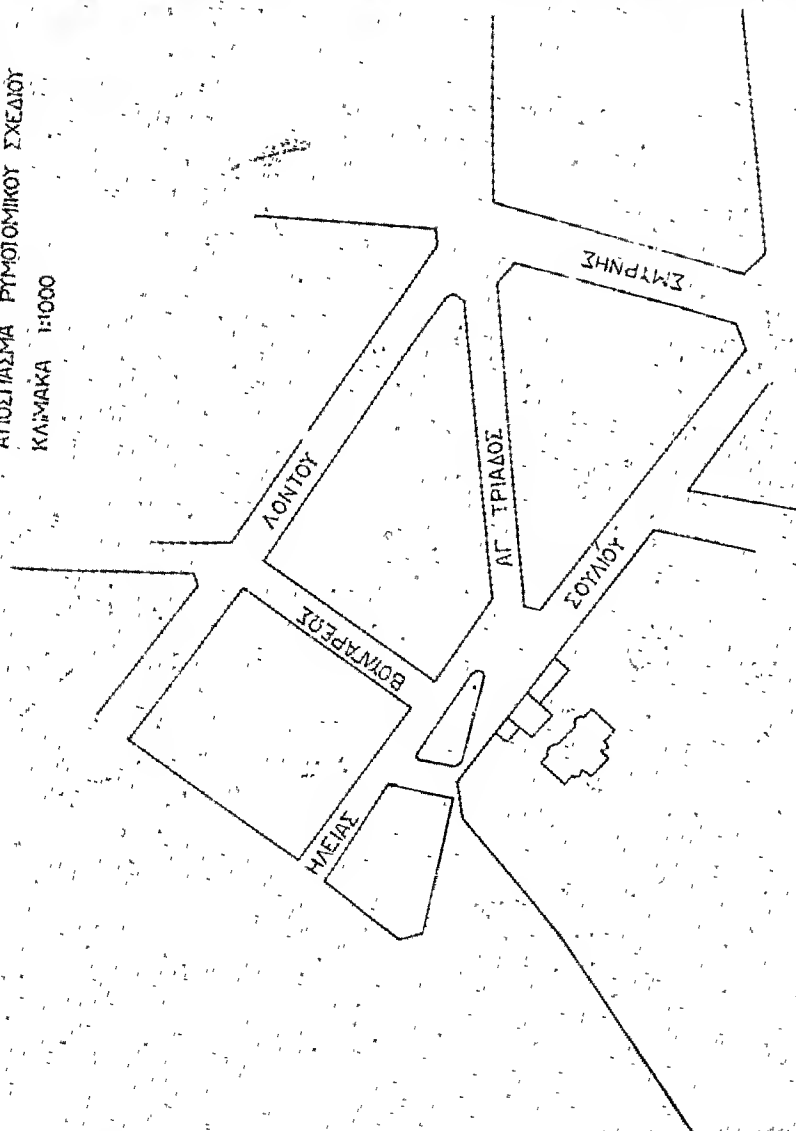 ΑΠΟΣΠΑΣΜΑ ΡΥΜΟΤΟΜΙΚΟΥ ΣΧΕΔΙΟΥ
ΚΛΙΜΑΚΑ 1:1000
ΣΜΥΡΝΗΣ
ΛΟΝΤΟΥ
ΑΓ. ΤΡΙΑΔΟΣ
ΣΟΥΛΙΟΥ
ΒΟΥΛΓΑΡΕΩΣ
ΗΛΕΙΑΣ